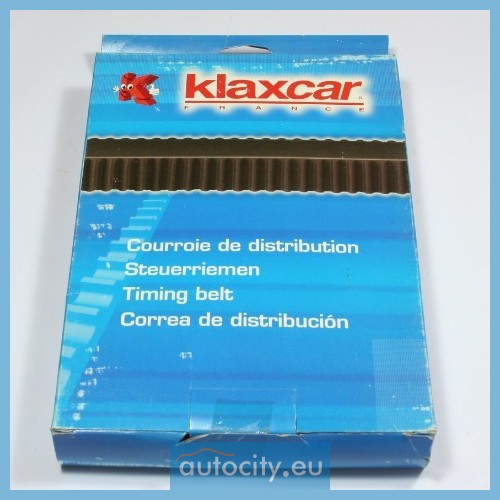 klaxcar
FRANCE
Courroie de distribution
Steuerriemen
Timing belt
Correa de distribución
autocity.eu